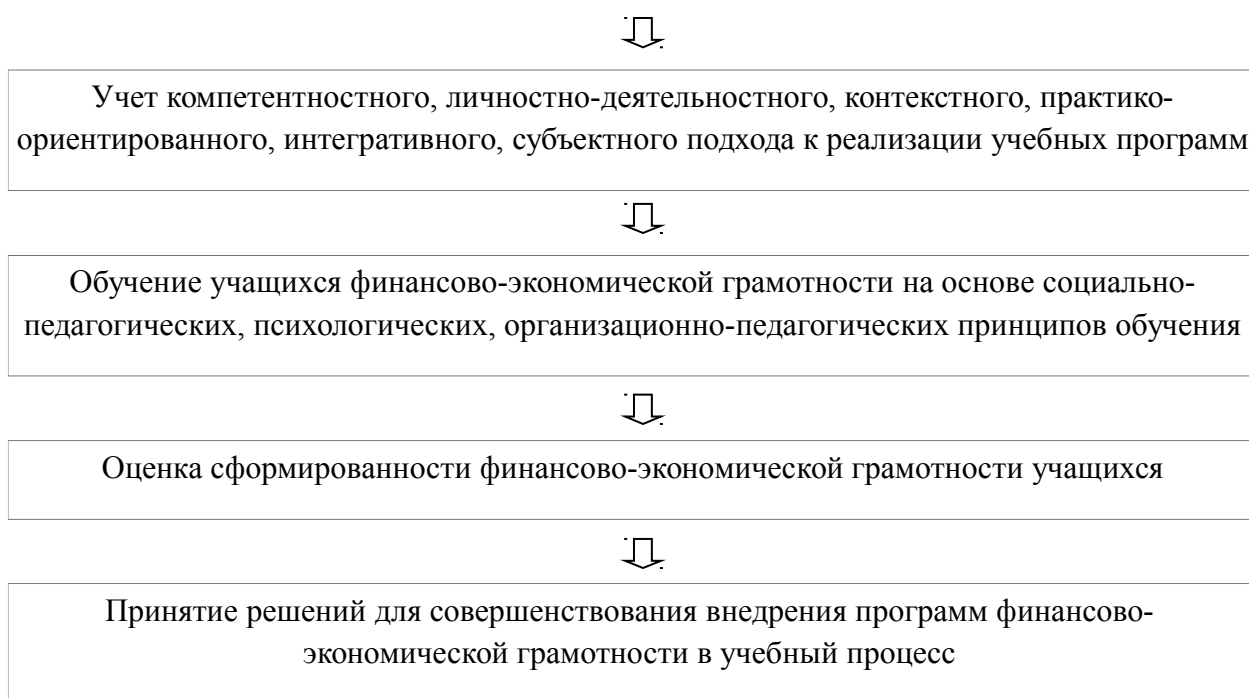 Учет компетентностного, личностно-деятельностного, контекстного, практико-
ориентированного, интегративного, субъектного подхода к реализации учебных программ
Обучение учащихся финансово-экономической грамотности на основе социально-
педагогических, психологических, организационно-педагогических принципов обучения
Оценка сформированности финансово-экономической грамотности учащихся
Принятие решений для совершенствования внедрения программ финансово-
экономической грамотности в учебный процесс